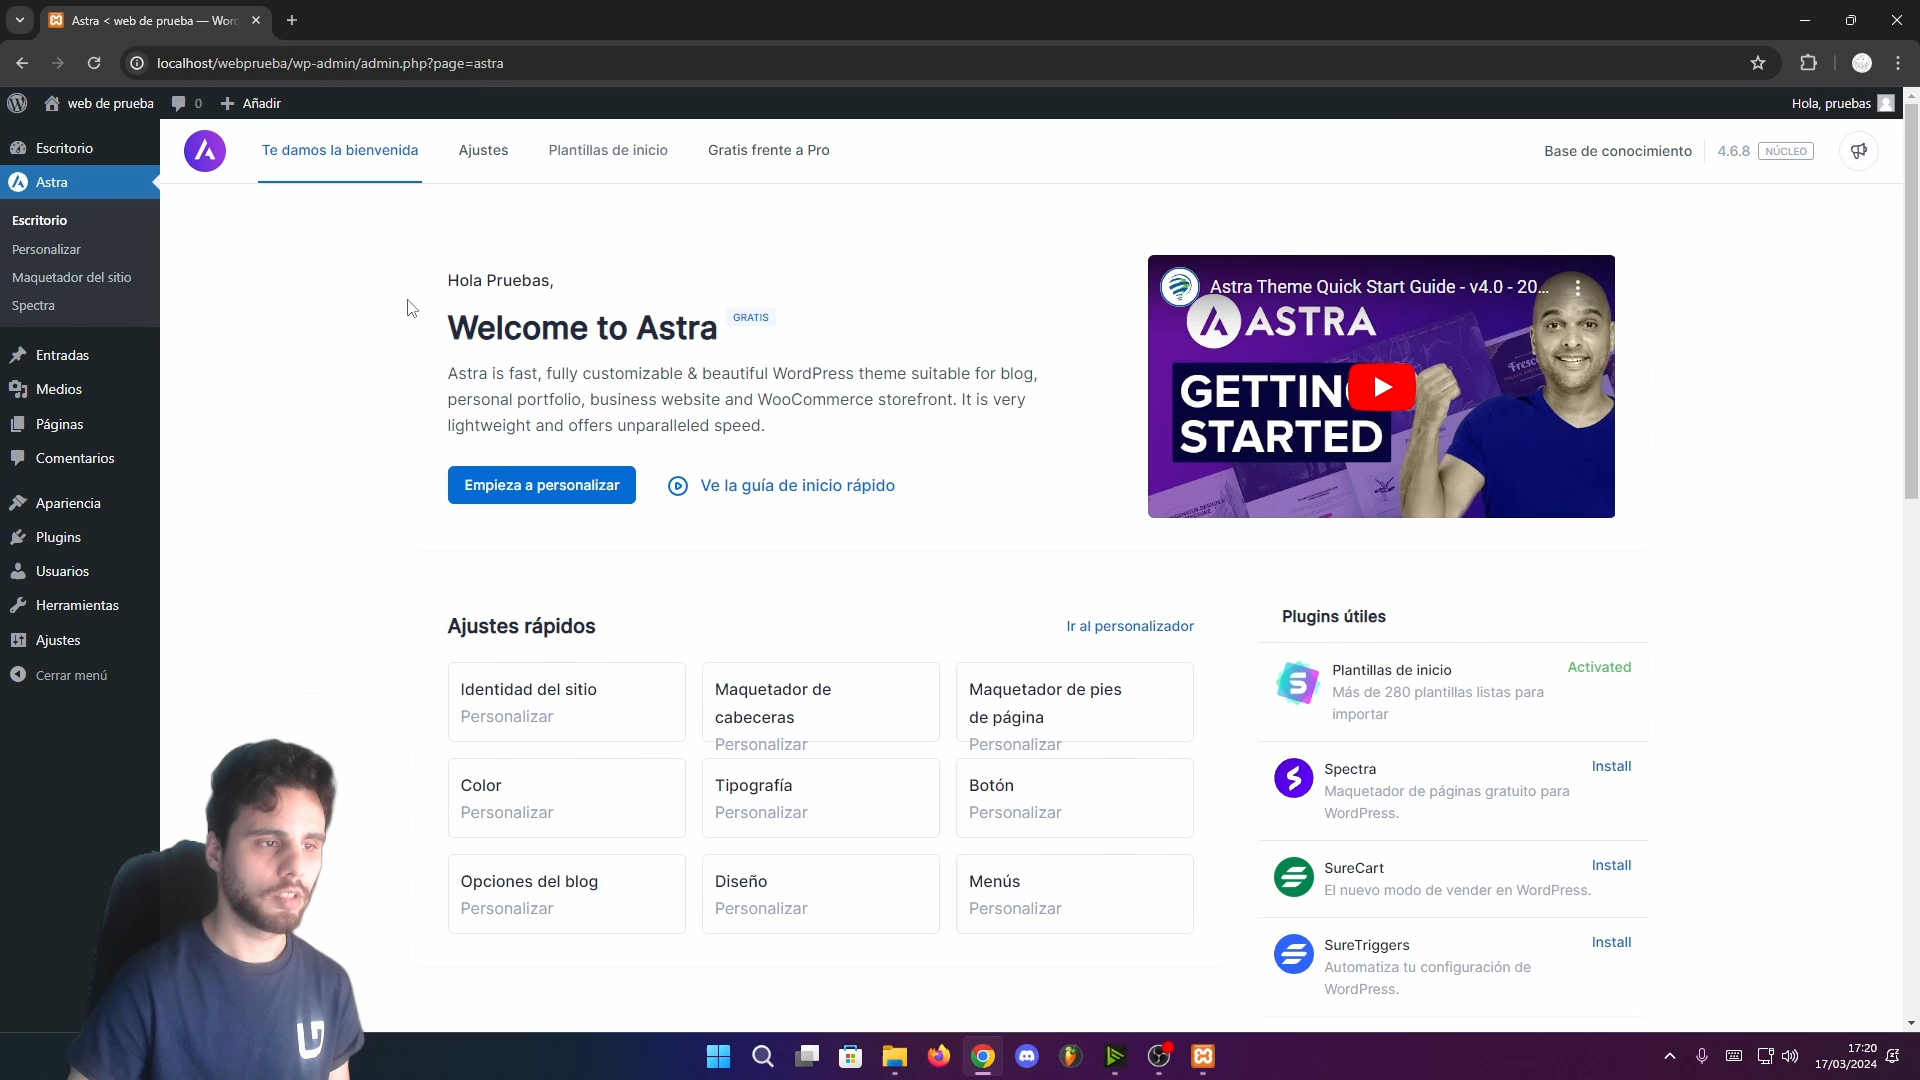 Astra < web de prueba — Wor
localhost/webprueba/wp-admin/admin.php?page=astra
web de prueba
0
Añadir
Hola, pruebas
Escritorio
Astra
Escritorio
Personalizar
Maquetador del sitio
Spectra
Entradas
Medios
Páginas
Comentarios
Apariencia
Plugins
Usuarios
Herramientas
Ajustes
Cerrar menú
Te damos la bienvenida
Ajustes
Plantillas de inicio
Gratis frente a Pro
Base de conocimiento
4.6.8
NÚCLEO
Hola Pruebas,
Welcome to Astra
GRATIS
Astra is fast, fully customizable & beautiful WordPress theme suitable for blog,
personal portfolio, business website and WooCommerce storefront. It is very
lightweight and offers unparalleled speed.
Empieza a personalizar
Ve la guía de inicio rápido
Astra Theme Quick Start Guide - v4.0 - 20...
ASTRA
GETTIN
STARTED
Ajustes rápidos
Ir al personalizador
Identidad del sitio
Personalizar
Maquetador de
cabeceras
Personalizar
Maquetador de pies
de página
Personalizar
Color
Personalizar
Tipografía
Personalizar
Botón
Personalizar
Opciones del blog
Personalizar
Diseño
Personalizar
Menús
Personalizar
Plugins útiles
Plantillas de inicio
Activated
Más de 280 plantillas listas para
importar
Spectra
Install
Maquetador de páginas gratuito para
WordPress.
SureCart
Install
El nuevo modo de vender en WordPress.
SureTriggers
Install
Automatiza tu configuración de
WordPress.
17:20
17/03/2024